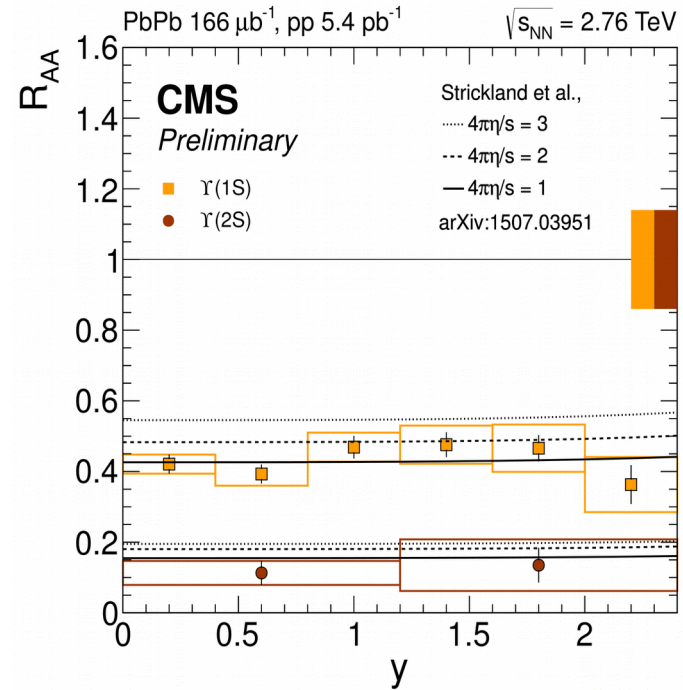 PbPb 166 μb⁻¹, pp 5.4 pb⁻¹ √s_NN = 2.76 TeV
R_AA
1.6
1.4
1.2
1
0.8
0.6
0.4
0.2
0
CMS
Preliminary
ϒ(1S)
ϒ(2S)
Strickland et al.,
4πη/s = 3
4πη/s = 2
4πη/s = 1
arXiv:1507.03951
0 0.5 1 1.5 2
y